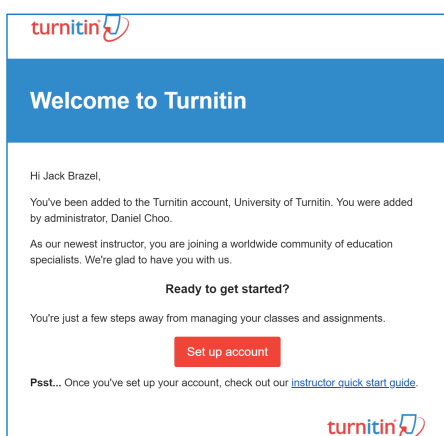 turnitin
Welcome to Turnitin
Hi Jack Brazel,
You've been added to the Turnitin account, University of Turnitin. You were added
by administrator, Daniel Choo.
As our newest instructor, you are joining a worldwide community of education
specialists. We're glad to have you with us.
Ready to get started?
You're just a few steps away from managing your classes and assignments.
Set up account
Psst... Once you've set up your account, check out our instructor quick start guide.
turnitin